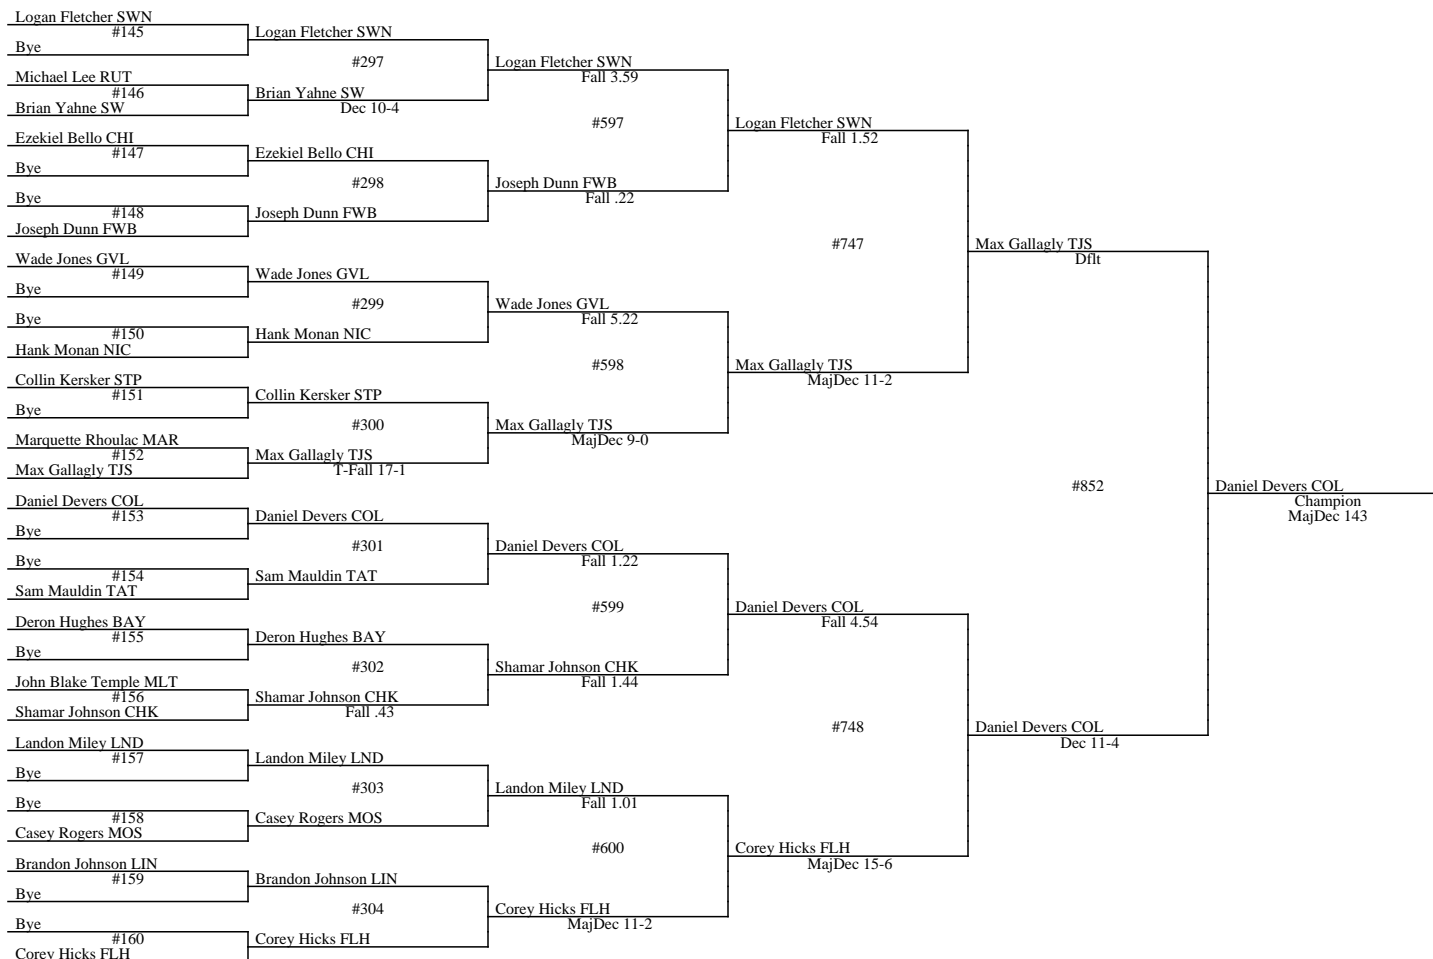 Logan Fletcher SWN
#145
Bye
Michael Lee RUT
#146
Brian Yahne SW
Ezekiel Bello CHI
#147
Bye
Bye
#148
Joseph Dunn FWB
Wade Jones GVL
#149
Bye
Bye
#150
Hank Monan NIC
Collin Kersker STP
#151
Bye
Marquette Rhoulac MAR
#152
Max Gallagly TJS
Daniel Devers COL
#153
Bye
Bye
#154
Sam Mauldin TAT
Deron Hughes BAY
#155
Bye
John Blake Temple MLT
#156
Shamar Johnson CHK
Landon Miley LND
#157
Bye
Bye
#158
Casey Rogers MOS
Brandon Johnson LIN
#159
Bye
Bye
#160
Corey Hicks FLH
Logan Fletcher SWN
#297
Brian Yahne SW
Dec 10-4
Ezekiel Bello CHI
#298
Joseph Dunn FWB
Wade Jones GVL
#299
Hank Monan NIC
Collin Kersker STP
#300
Max Gallagly TJS
T-Fall 17-1
Daniel Devers COL
#301
Sam Mauldin TAT
Deron Hughes BAY
#302
Shamar Johnson CHK
Fall .43
Landon Miley LND
#303
Casey Rogers MOS
Brandon Johnson LIN
#304
Corey Hicks FLH
Logan Fletcher SWN
Fall 3.59
#597
Joseph Dunn FWB
Fall .22
Wade Jones GVL
Fall 5.22
#598
Max Gallagly TJS
MajDec 9-0
Daniel Devers COL
Fall 1.22
#599
Shamar Johnson CHK
Fall 1.44
Landon Miley LND
Fall 1.01
#600
Corey Hicks FLH
MajDec 11-2
Logan Fletcher SWN
Fall 1.52
#747
Max Gallagly TJS
MajDec 11-2
Daniel Devers COL
Fall 4.54
#748
Corey Hicks FLH
MajDec 15-6
Max Gallagly TJS
Dflt
#852
Daniel Devers COL
Dec 11-4
Daniel Devers COL
Champion
MajDec 143